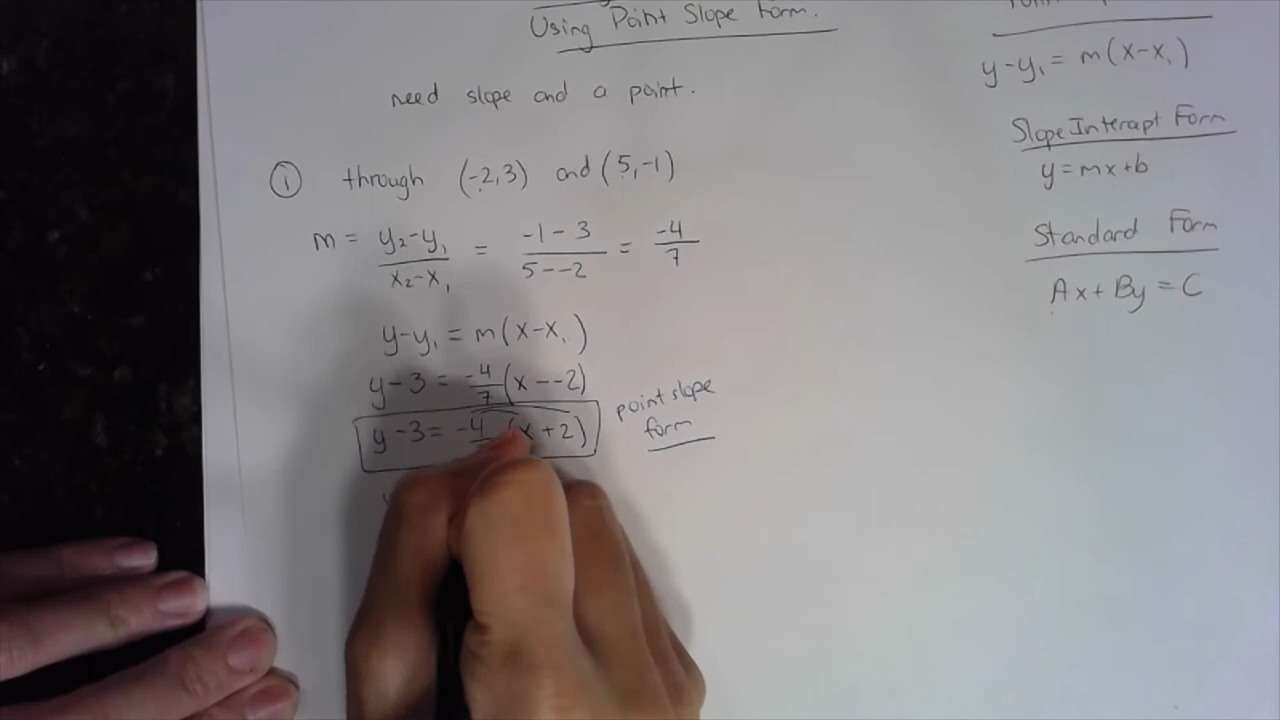 Using Point Slope Form.
need slope and a point.
① through (-2,3) and (5,-1)
m = y₂-y₁ / x₂-x₁ = -1-3 / 5--2 = -4/7
y-y₁ = m(x-x₁)
y-3 = -4/7 (x--2)
y-3 = -4 (x+2)
point slope
form
y-y₁ = m(x-x₁)
Slope Interapt Form
y=mx+b
Standard Form
Ax+By=C